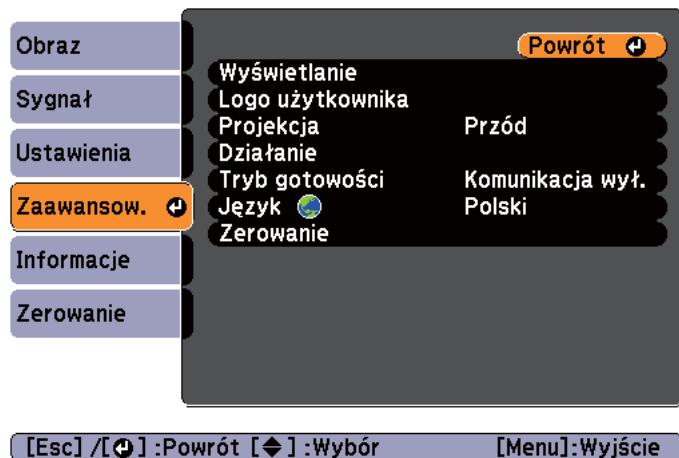 Obraz
Sygnał
Ustawienia
Zaawansow.
Informacje
Zerowanie
Powrót
Wyświetlanie
Logo użytkownika
Projekcja Przód
Działanie
Tryb gotowości Komunikacja wył.
Język Polski
Zerowanie
[Esc] /[⏎] :Powrót [◆] :Wybór [Menu]:Wyjście